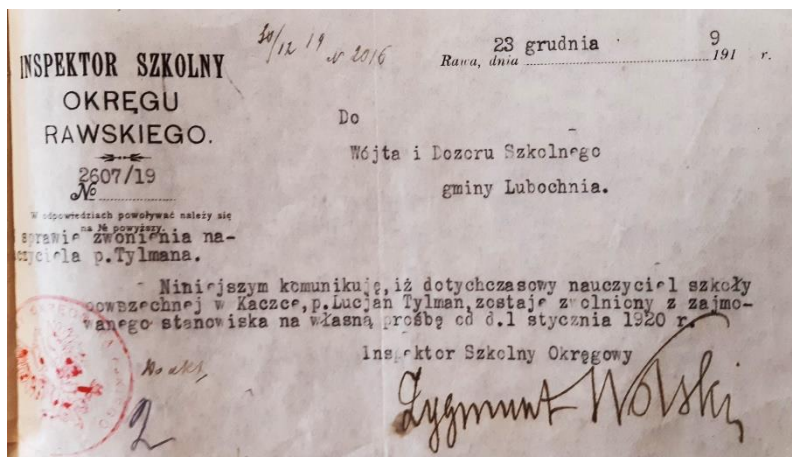 30/12 19 N 2016
INSPEKTOR SZKOLNY
OKRĘGU
RAWSKIEGO.
2607/19
№
W odpowiedziach powoływać należy się
na № powyższy.
sprawie zwonienia na-
czyciela p.Tylmana.
23 grudnia 9
Rawa, dnia 191 r.
Do
Wójta i Dozoru Szkolnego
gminy Lubochnia.
Niniejszym komunikuję, iż dotychczasowy nauczyciel szkoły
powszechnej w Kaczce, p.Lucjan Tylman, zostaje zwolniony z zajmo-
wanego stanowiska na własną prośbę od d.1 stycznia 1920 r.
Inspektor Szkolny Okręgowy
Zygmunt Wolski
Do akt.
2